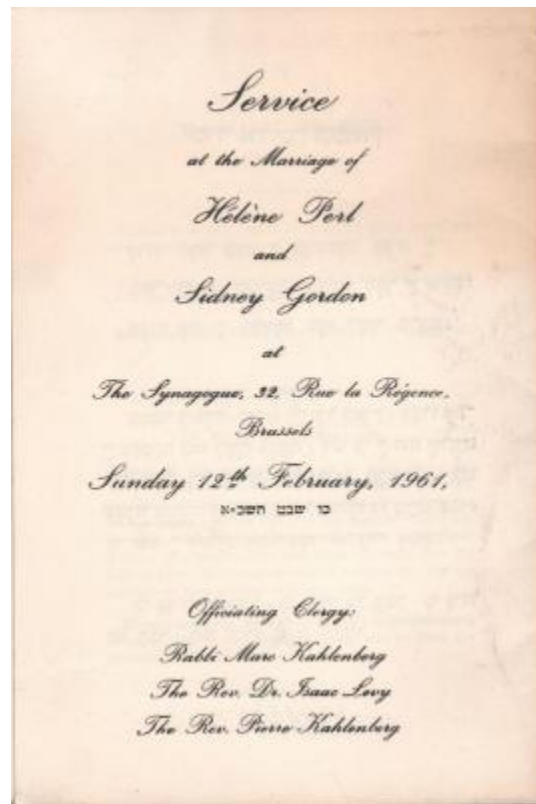 Service
at the Marriage of
Hélène Perl
and
Sidney Gordon
at
The Synagogue, 32, Rue la Régence,
Brussels
Sunday 12th February, 1961,
כו שבט תשכ״א
Officiating Clergy:
Rabbi Marc Kahlenberg
The Rev. Dr. Isaac Levy
The Rev. Pierre Kahlenburg